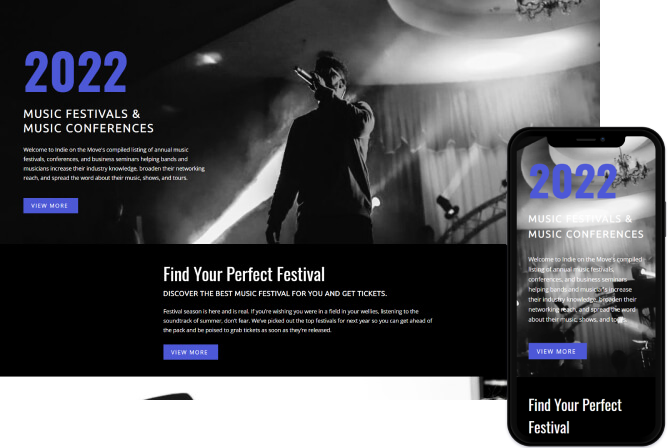 2022
MUSIC FESTIVALS &
MUSIC CONFERENCES
Welcome to Indie on the Move's compiled listing of annual music
festivals, conferences, and business seminars helping bands and
musicians increase their industry knowledge, broaden their networking
reach, and spread the word about their music, shows, and tours.
VIEW MORE
Find Your Perfect Festival
DISCOVER THE BEST MUSIC FESTIVAL FOR YOU AND GET TICKETS.
Festival season is here and is real. If you're wishing you were in a field in your wellies, listening to the
soundtrack of summer, don't fear. We've picked out the top festivals for next year so you can get ahead of
the pack and be poised to grab tickets as soon as they're released.
VIEW MORE
2022
MUSIC FESTIVALS &
MUSIC CONFERENCES
Welcome to Indie on the Move's compiled
listing of annual music festivals,
conferences, and business seminars
helping bands and musicians increase
their industry knowledge, broaden their
networking reach, and spread the word
about their music, shows, and tours.
VIEW MORE
Find Your Perfect
Festival